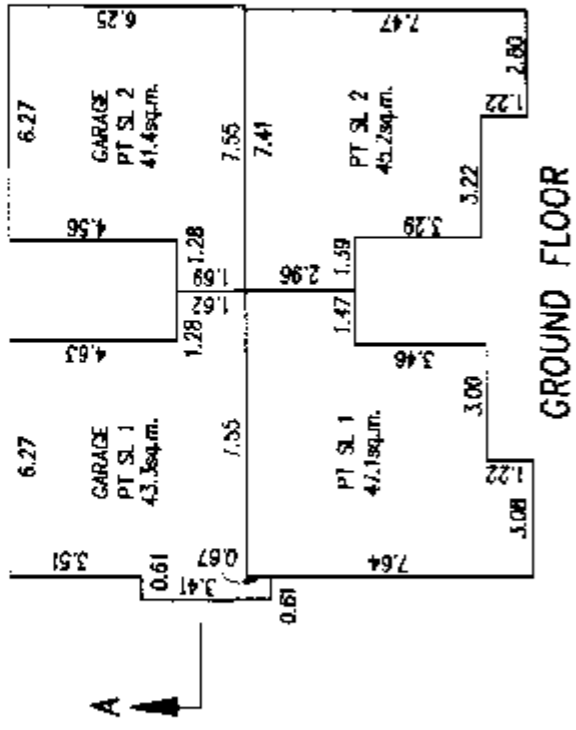 6.25
7.47
6.27
GARAGE
PT SL 2
41.4sq.m.
7.55
7.41
PT SL 2
45.2sq.m.
2.80
1.22
3.22
4.56
1.28
1.69
2.96
1.39
3.29
1.62
1.28
1.47
4.63
3.46
3.00
6.27
GARAGE
PT SL 1
43.3sq.m.
7.55
PT SL 1
47.1sq.m.
1.22
3.08
3.51
0.61
3.41
0.67
0.61
7.64
A
GROUND FLOOR